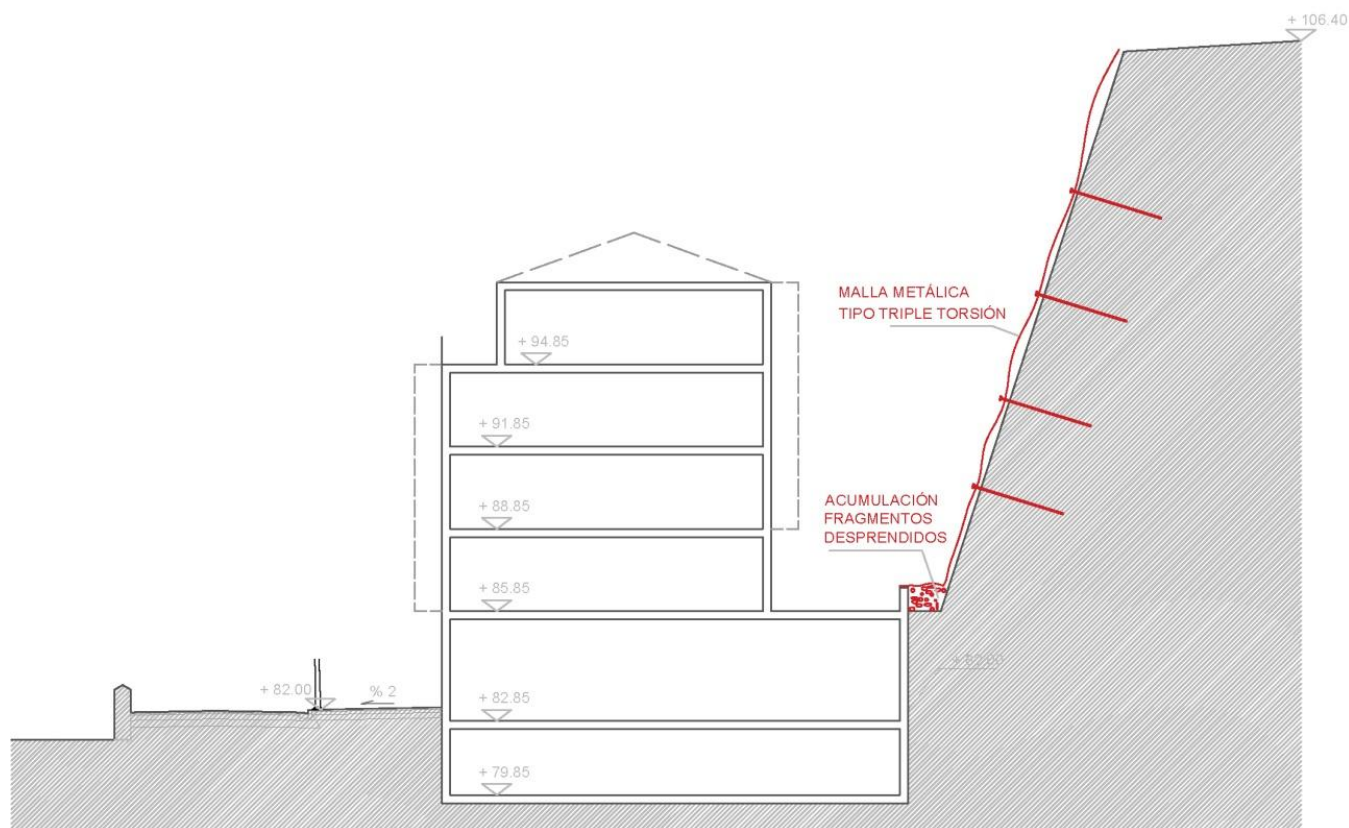 + 106.40
MALLA METÁLICA
TIPO TRIPLE TORSIÓN
+ 94.85
+ 91.85
ACUMULACIÓN
FRAGMENTOS
DESPRENDIDOS
+ 88.85
+ 85.85
+ 82.00
% 2
+ 82.85
+ 79.85